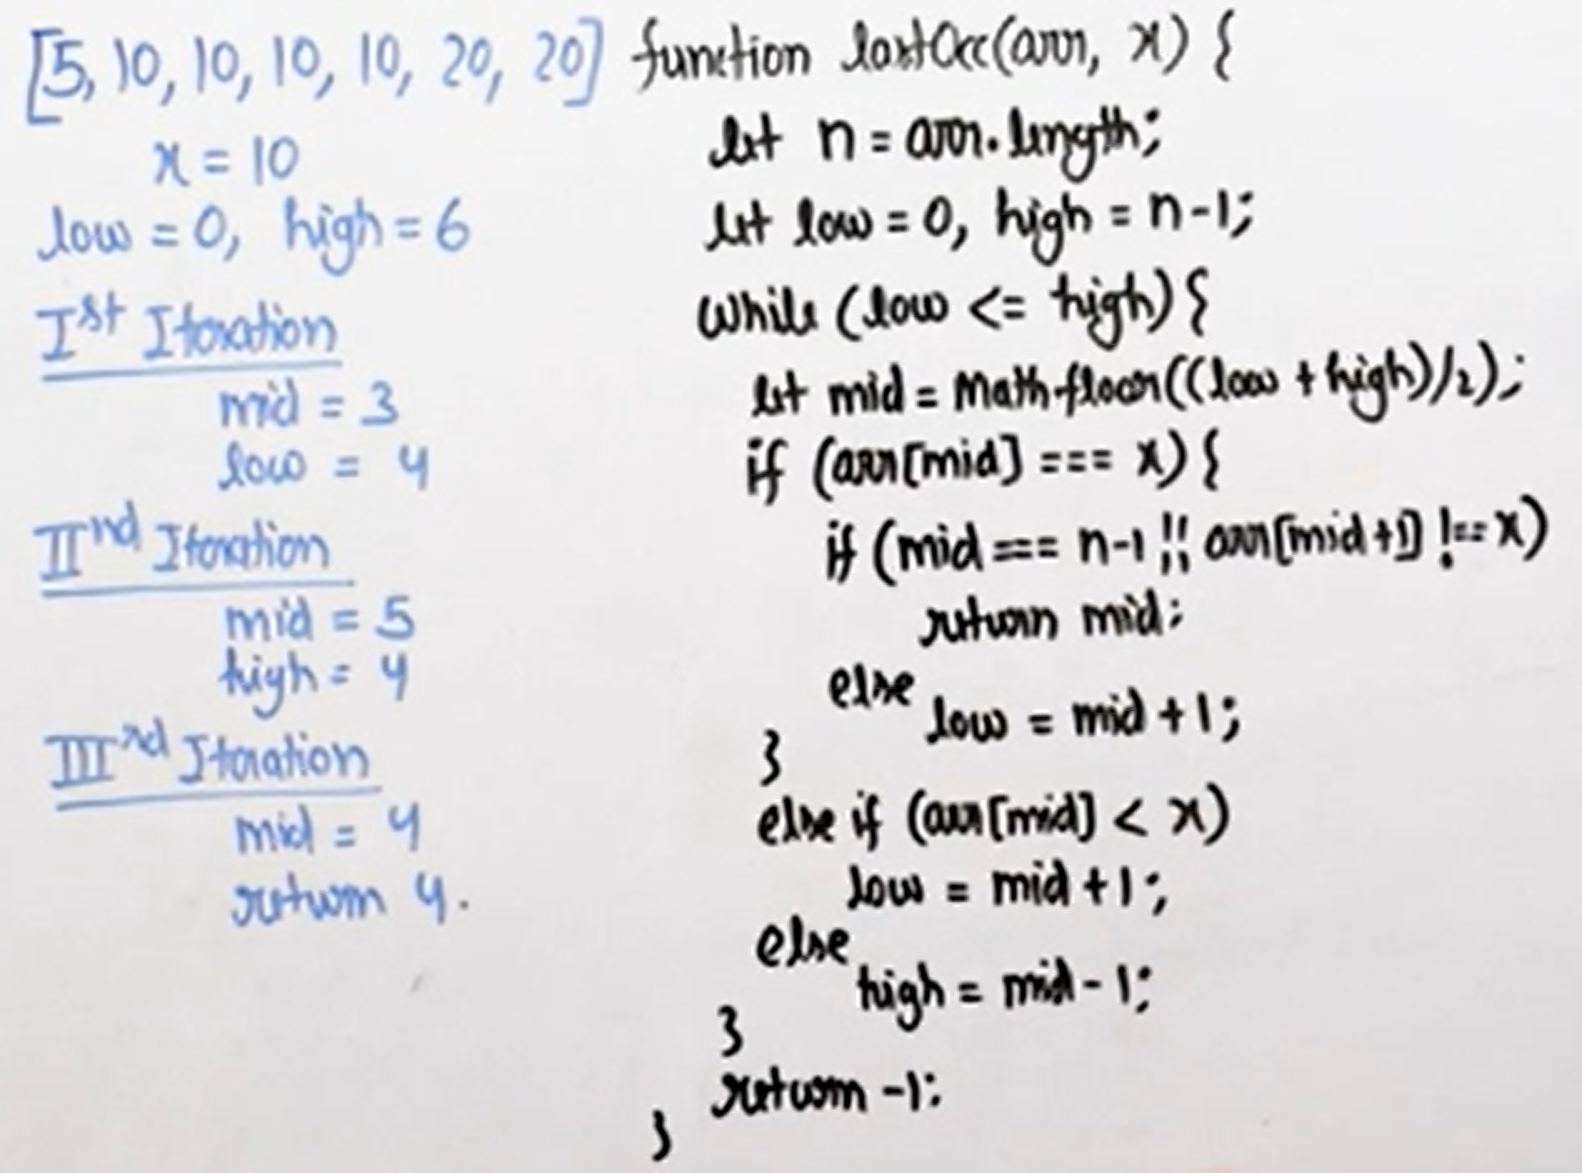 [5, 10, 10, 10, 10, 20, 20]
x = 10
low = 0, high = 6
Ist Iteration
mid = 3
low = 4
IInd Iteration
mid = 5
high = 4
IIIrd Iteration
mid = 4
return 4.
function lastOcc(arr, x) {
let n = arr.length;
let low = 0, high = n-1;
while (low <= high) {
let mid = Math.floor((low + high)/2);
if (arr[mid] === x) {
if (mid === n-1 || arr[mid+1] !== x)
return mid;
else
low = mid + 1;
}
else if (arr[mid] < x)
low = mid + 1;
else
high = mid - 1;
}
return -1;
}